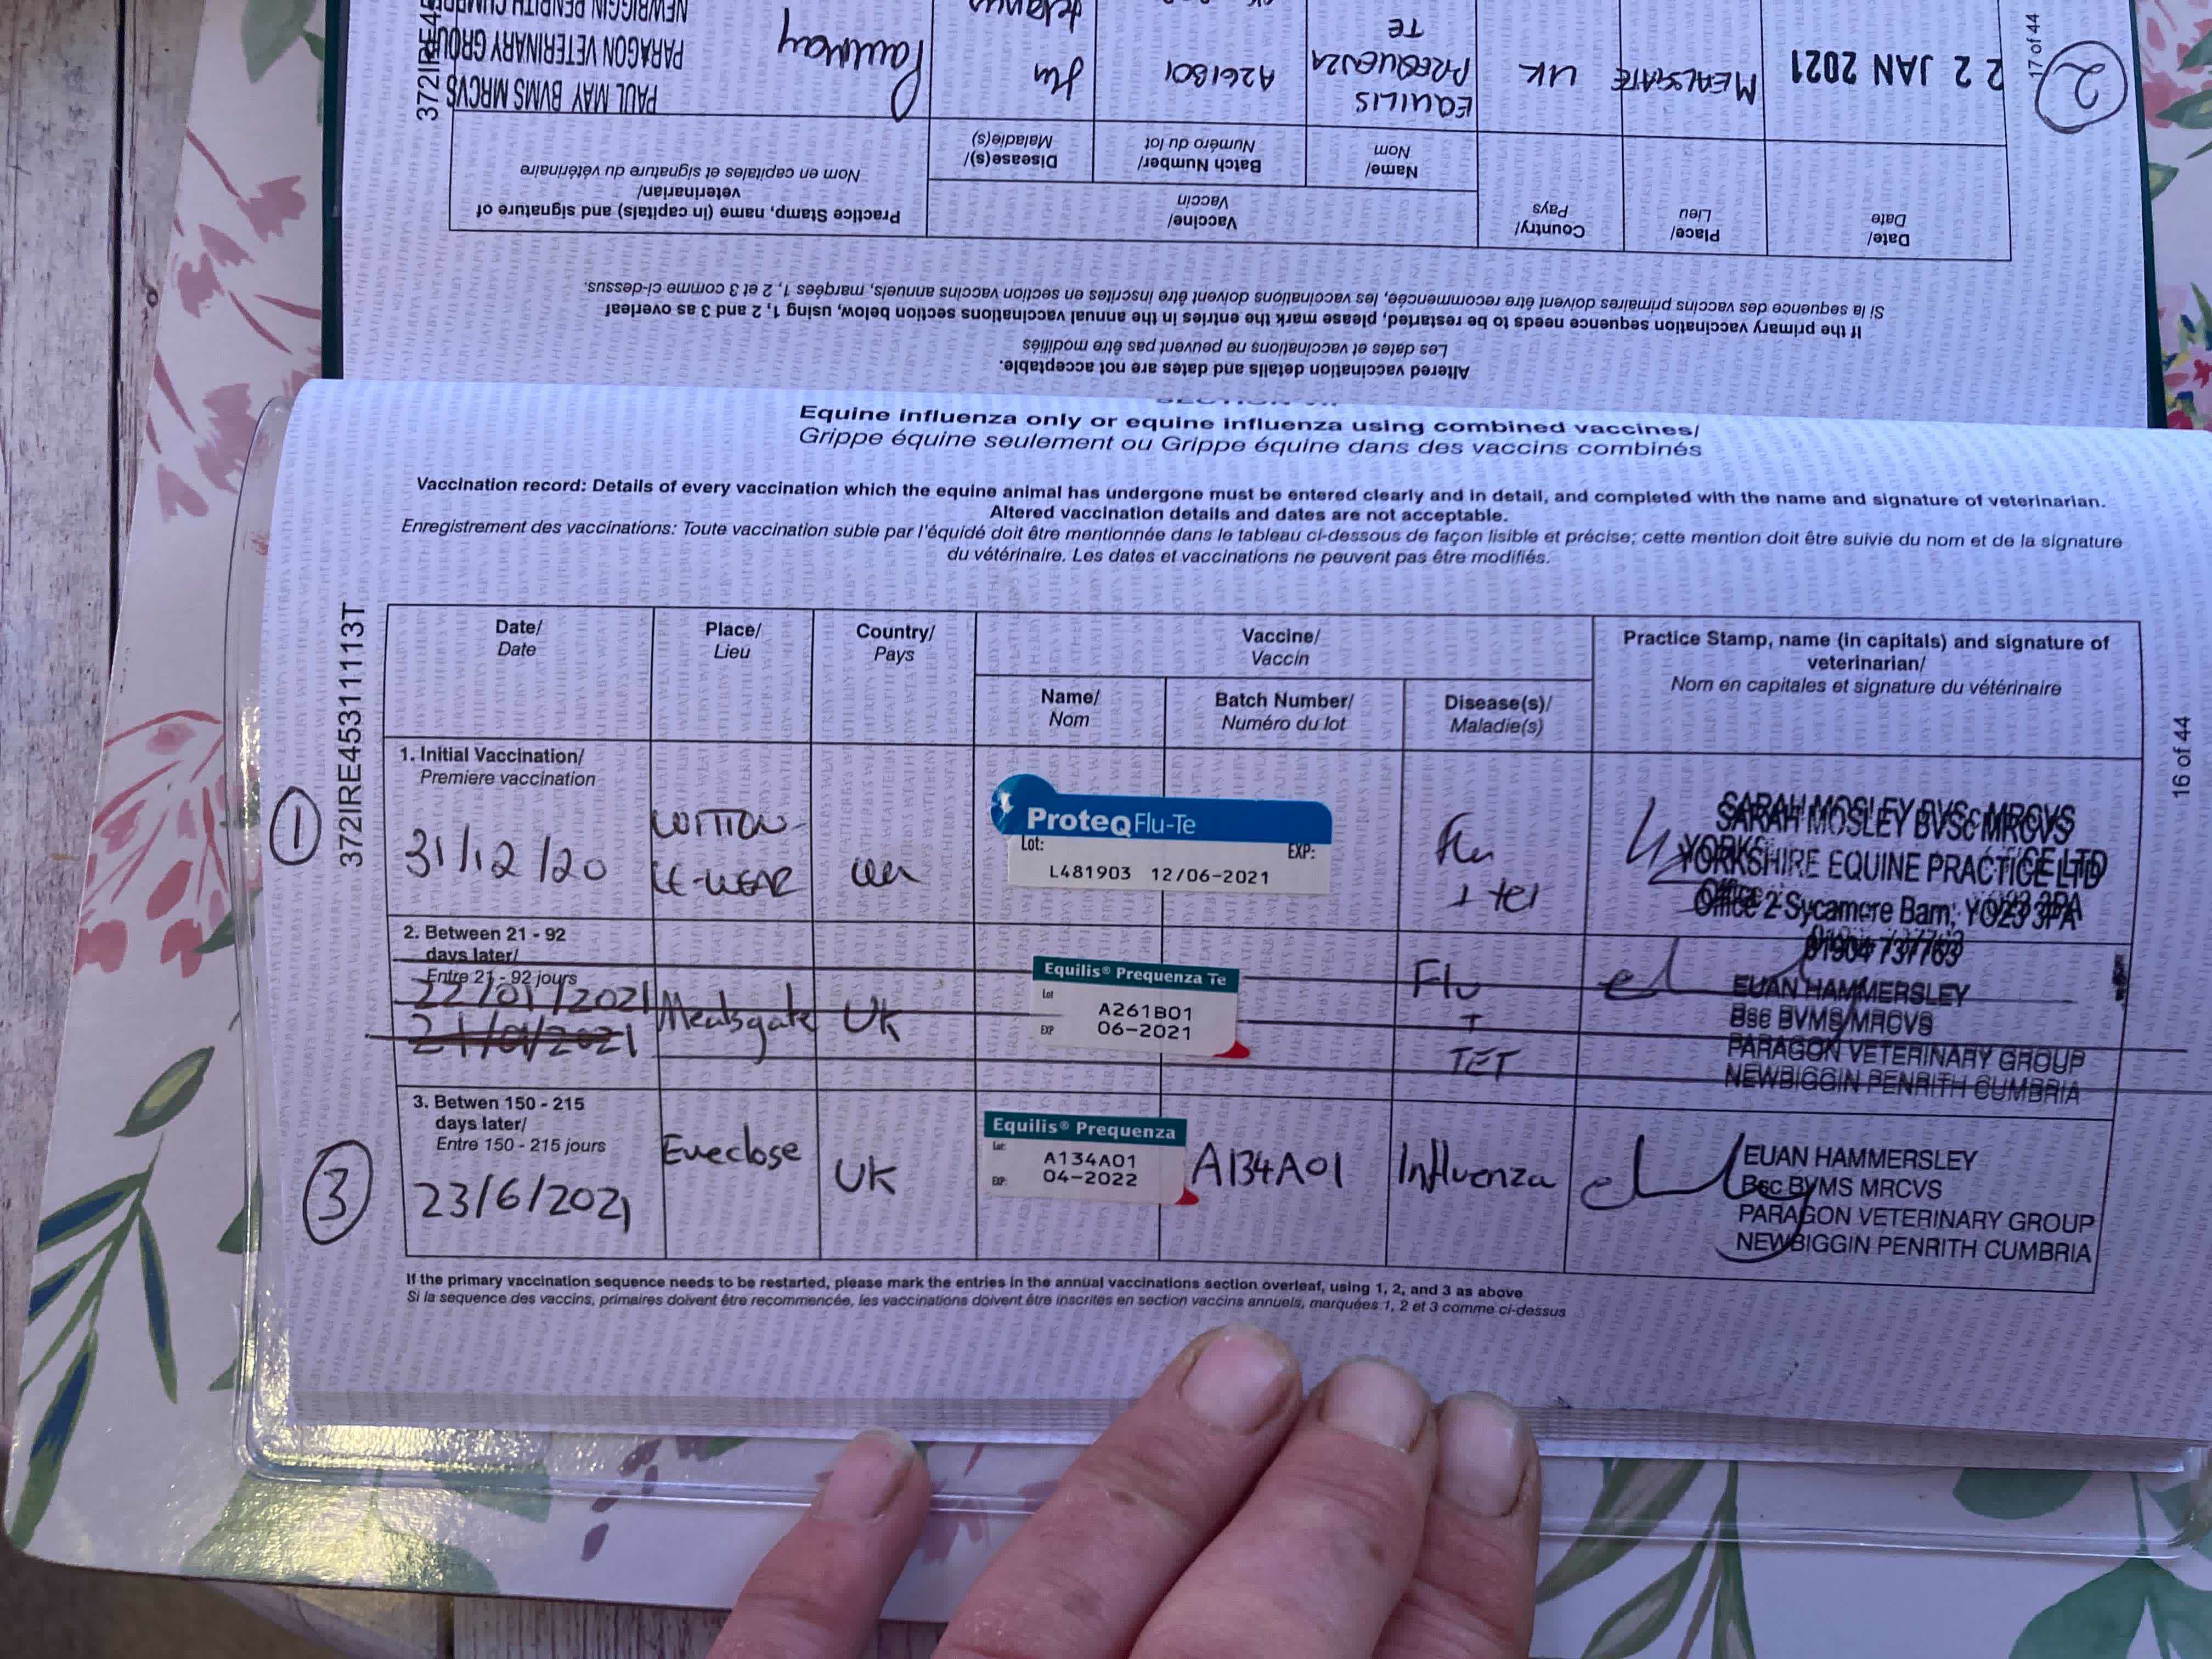 372IRE45
17 of 44
2
Altered vaccination details and dates are not acceptable.
Les dates et vaccinations ne peuvent pas être modifiés
If the primary vaccination sequence needs to be restarted, please mark the entries in the annual vaccinations section below, using 1, 2 and 3 as overleaf
Si la sequence des vaccins primaires doivent être recommencée, les vaccinations doivent être inscrites en section vaccins annuels, marqées 1, 2 et 3 comme ci-dessus.
Date/
Date
Place/
Lieu
Country/
Pays
Vaccine/
Vaccin
Name/
Nom
Batch Number/
Numéro du lot
Disease(s)/
Maladie(s)
Practice Stamp, name (in capitals) and signature of
veterinarian/
Nom en capitales et signature du vétérinaire
22 JAN 2021
MEALSGATE
UK
EQUILIS
PREQUENZA
TE
A261B01
flu
tetanus
Paul May
PAUL MAY BVMS MRCVS
PARAGON VETERINARY GROUP
NEWBIGGIN PENRITH CUMBRIA
Equine influenza only or equine influenza using combined vaccines/
Grippe équine seulement ou Grippe équine dans des vaccins combinés
Vaccination record: Details of every vaccination which the equine animal has undergone must be entered clearly and in detail, and completed with the name and signature of veterinarian.
Altered vaccination details and dates are not acceptable.
Enregistrement des vaccinations: Toute vaccination subie par l'équidé doit être mentionnée dans le tableau ci-dessous de façon lisible et précise; cette mention doit être suivie du nom et de la signature
du vétérinaire. Les dates et vaccinations ne peuvent pas être modifiés.
372IRE45311113T
16 of 44
Date/
Date
Place/
Lieu
Country/
Pays
Vaccine/
Vaccin
Name/
Nom
Batch Number/
Numéro du lot
Disease(s)/
Maladie(s)
Practice Stamp, name (in capitals) and signature of
veterinarian/
Nom en capitales et signature du vétérinaire
1
1. Initial Vaccination/
Premiere vaccination
31/12/20
WITTON-
LE-WEAR
UK
ProteqFlu-Te
Lot:
EXP:
L481903 12/06-2021
Flu
+ tet
SARAH MOSLEY BVSc MRCVS
YORKSHIRE EQUINE PRACTICE LTD
Office 2 Sycamore Barn, YO23 3PA
01904 737763
2. Between 21 - 92
days later/
Entre 21 - 92 jours
22/01/2021
21/01/2021
Mealsgate
UK
Equilis® Prequenza Te
Lot
A261B01
EXP
06-2021
Flu
+
TET
EUAN HAMMERSLEY
Bsc BVMS MRCVS
PARAGON VETERINARY GROUP
NEWBIGGIN PENRITH CUMBRIA
3
3. Betwen 150 - 215
days later/
Entre 150 - 215 jours
23/6/2021
Eveclose
UK
Equilis® Prequenza
Lot:
A134A01
EXP:
04-2022
A134A01
Influenza
EUAN HAMMERSLEY
Bsc BVMS MRCVS
PARAGON VETERINARY GROUP
NEWBIGGIN PENRITH CUMBRIA
If the primary vaccination sequence needs to be restarted, please mark the entries in the annual vaccinations section overleaf, using 1, 2, and 3 as above
Si la sequence des vaccins, primaires doivent être recommencée, les vaccinations doivent être inscrites en section vaccins annuels, marquées 1, 2 et 3 comme ci-dessus